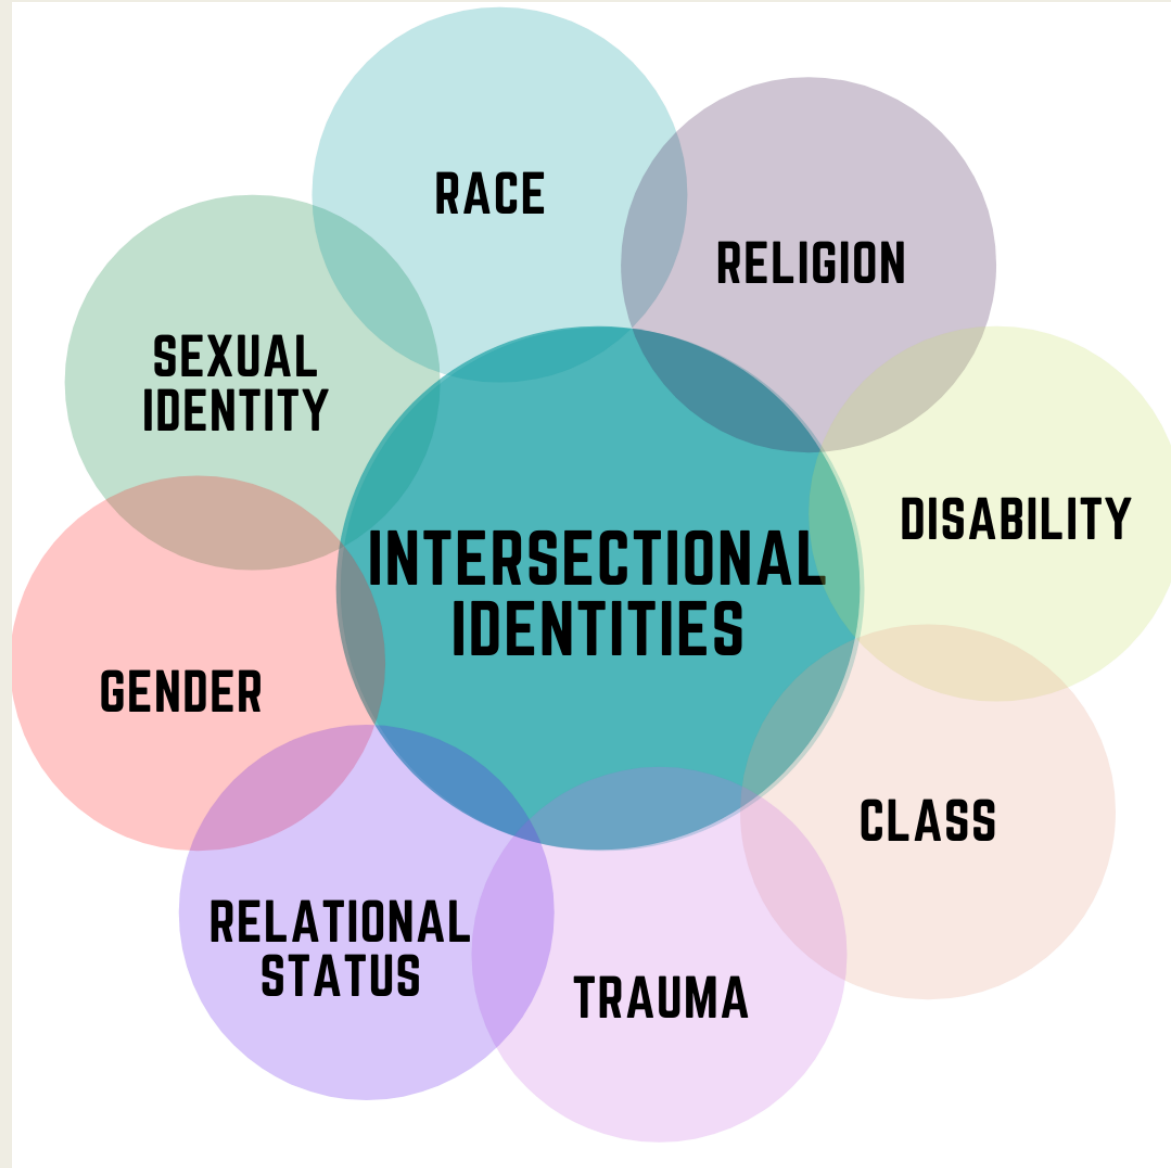 RACE
RELIGION
SEXUAL
IDENTITY
DISABILITY
INTERSECTIONAL
IDENTITIES
GENDER
CLASS
RELATIONAL
STATUS
TRAUMA